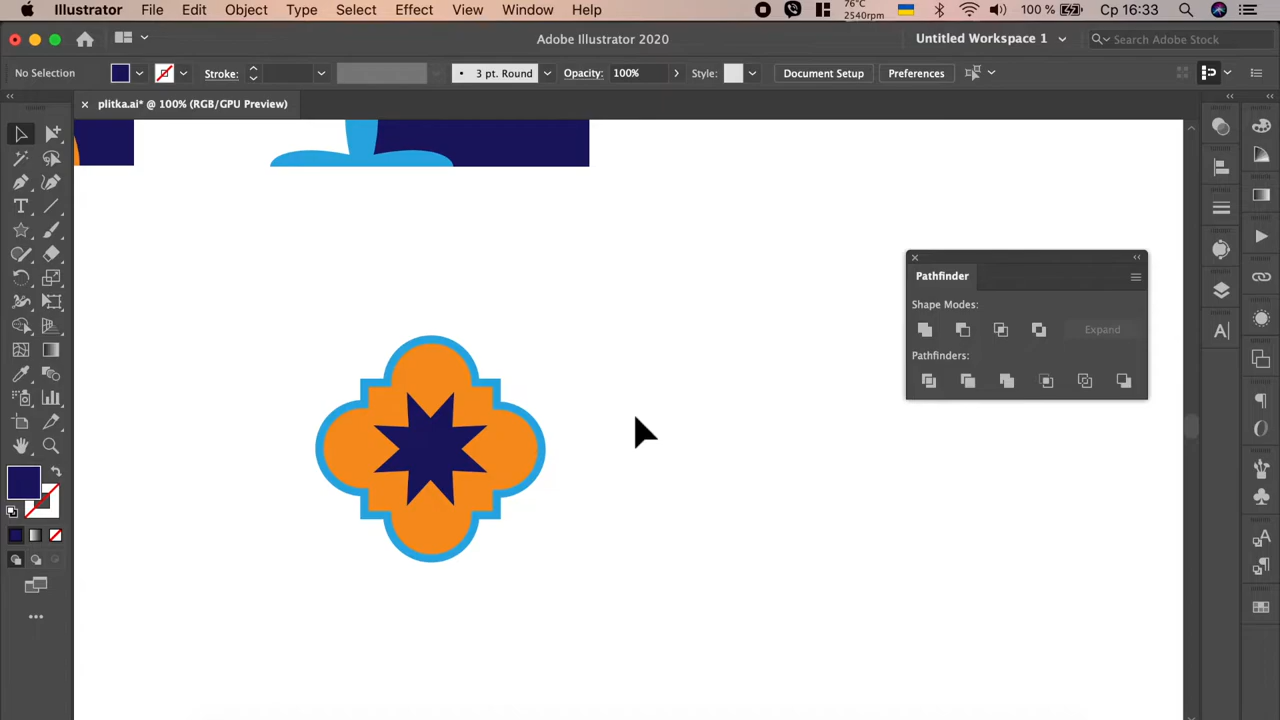 Illustrator File Edit Object Type Select Effect View Window Help 76°C 2540rpm 100 % Ср 16:33
Adobe Illustrator 2020 Untitled Workspace 1 Search Adobe Stock
No Selection Stroke: 3 pt. Round Opacity: 100% Style: Document Setup Preferences
plitka.ai* @ 100% (RGB/GPU Preview)
Pathfinder
Shape Modes:
Expand
Pathfinders: